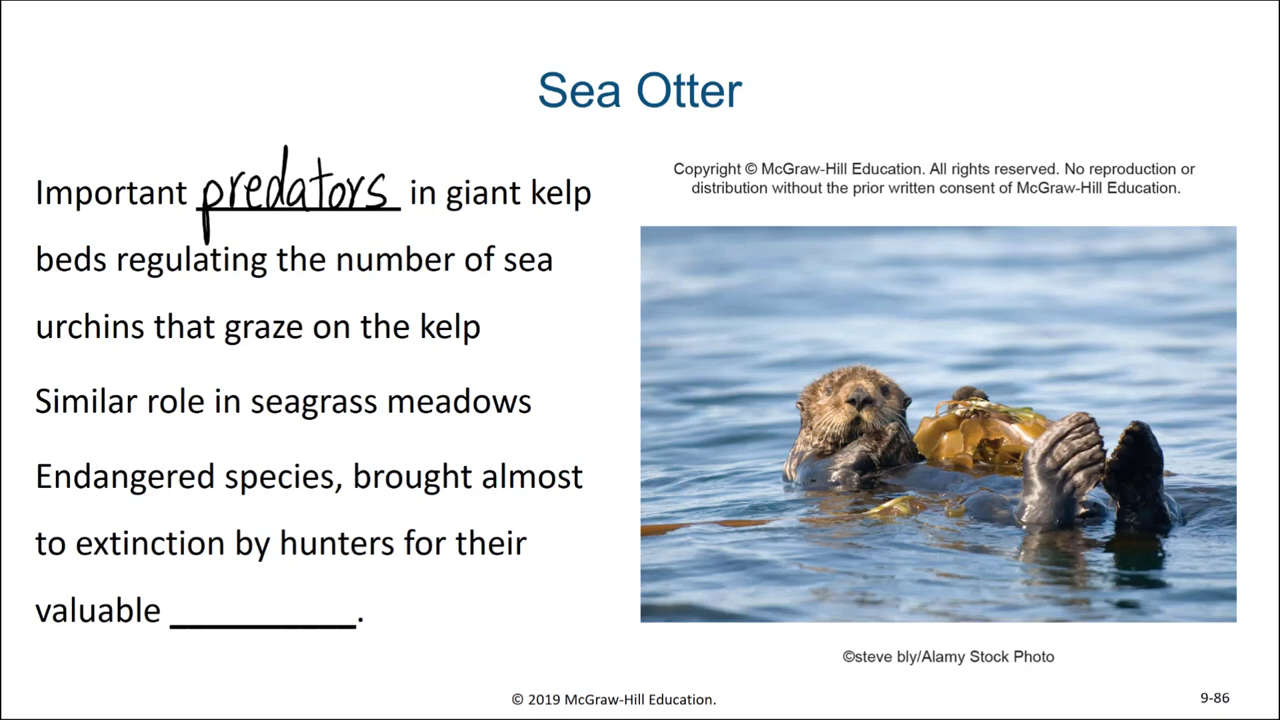 Sea Otter
Important predators in giant kelp
beds regulating the number of sea
urchins that graze on the kelp
Similar role in seagrass meadows
Endangered species, brought almost
to extinction by hunters for their
valuable __________.
Copyright © McGraw-Hill Education. All rights reserved. No reproduction or
distribution without the prior written consent of McGraw-Hill Education.
©steve bly/Alamy Stock Photo
© 2019 McGraw-Hill Education.
9-86